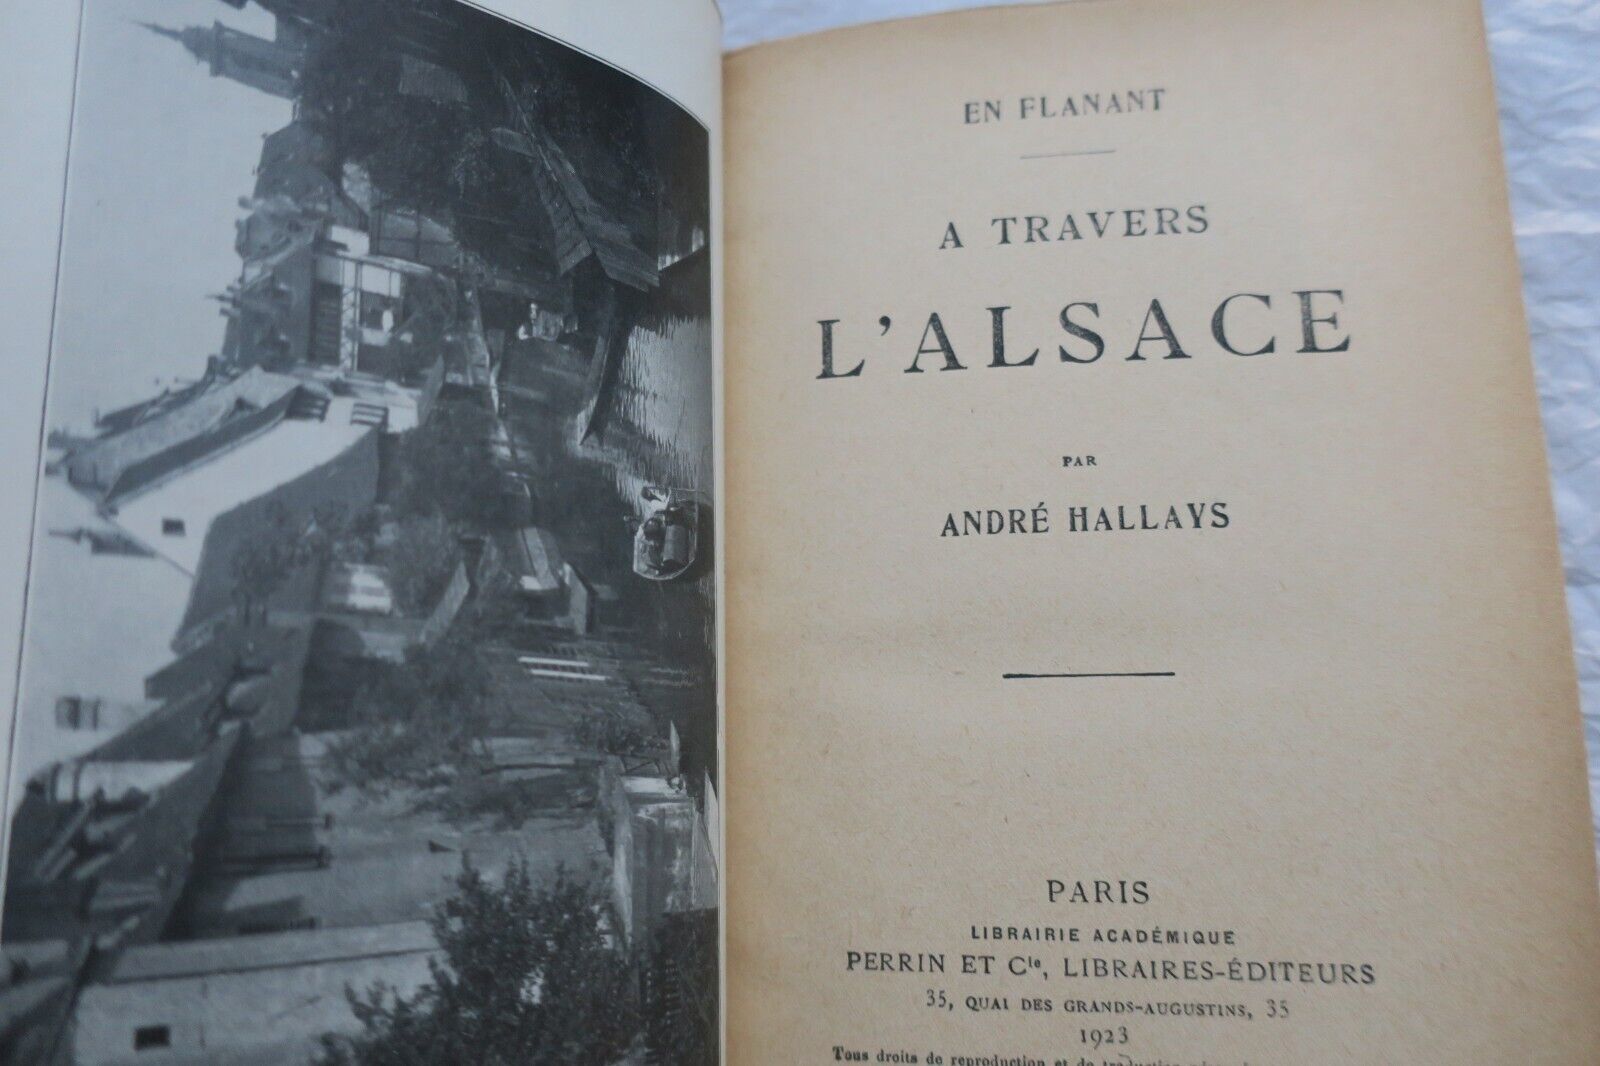 EN FLANANT
A TRAVERS
L'ALSACE
PAR
ANDRÉ HALLAYS
PARIS
LIBRAIRIE ACADÉMIQUE
PERRIN ET Cie, LIBRAIRES-ÉDITEURS
35, QUAI DES GRANDS-AUGUSTINS, 35
1923
Tous droits de reproduction et de traduction